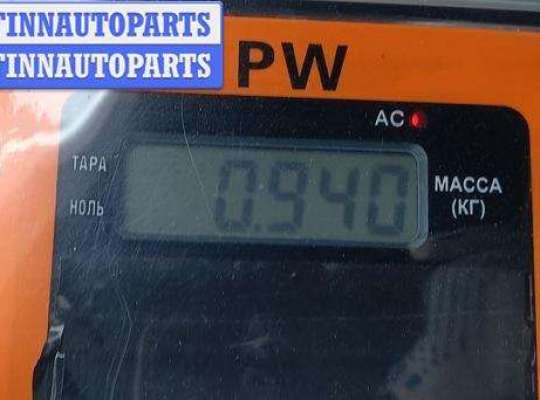 FINNAUTOPARTS
FINNAUTOPARTS
PW
AC
ТАРА
НОЛЬ
0.940
МАССА
(КГ)